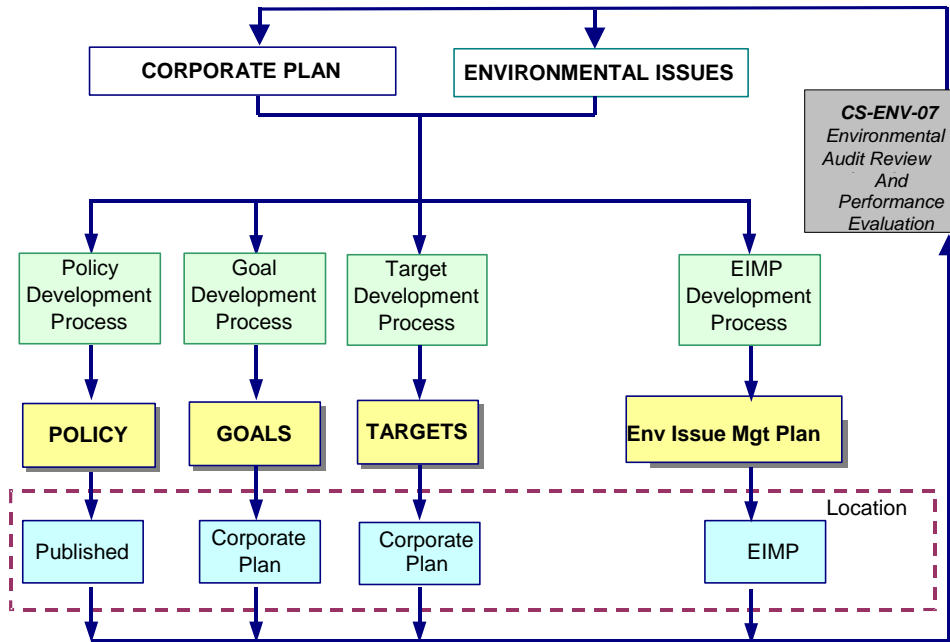 CORPORATE PLAN
ENVIRONMENTAL ISSUES
CS-ENV-07
Environmental
Audit Review
And
Performance
Evaluation
Policy
Development
Process
Goal
Development
Process
Target
Development
Process
EIMP
Development
Process
POLICY
GOALS
TARGETS
Env Issue Mgt Plan
Location
Published
Corporate
Plan
Corporate
Plan
EIMP